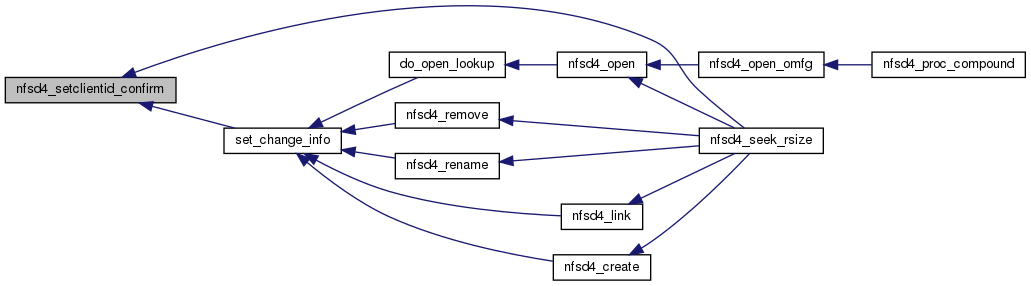 nfsd4_setclientid_confirm
set_change_info
do_open_lookup
nfsd4_remove
nfsd4_rename
nfsd4_open
nfsd4_link
nfsd4_create
nfsd4_open_omfg
nfsd4_seek_rsize
nfsd4_proc_compound